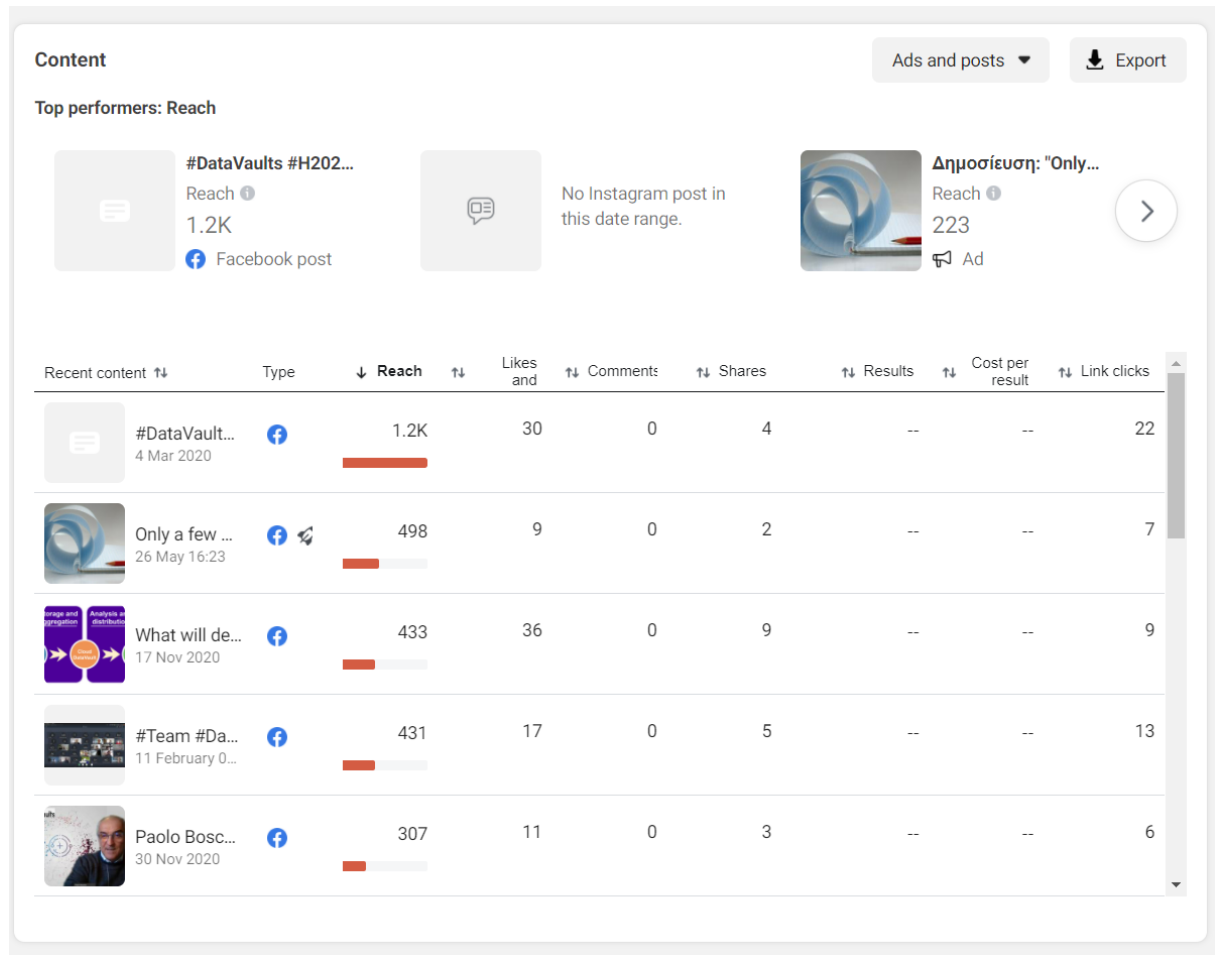 Content
Ads and posts
Export
Top performers: Reach
#DataVaults #H202...
Reach
1.2K
Facebook post
No Instagram post in
this date range.
Δημοσίευση: "Only...
Reach
223
Ad
Recent content Type Reach Likes and Comments Shares Results Cost per result Link clicks
#DataVault... 1.2K 30 0 4 -- -- 22
4 Mar 2020
Only a few ... 498 9 0 2 -- -- 7
26 May 16:23
What will de... 433 36 0 9 -- -- 9
17 Nov 2020
#Team #Da... 431 17 0 5 -- -- 13
11 February 0...
Paolo Bosc... 307 11 0 3 -- -- 6
30 Nov 2020